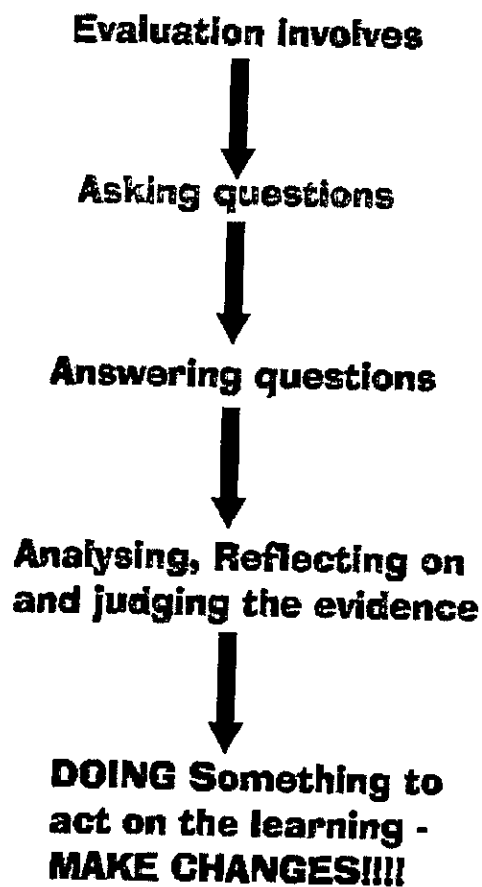 Evaluation involves
Asking questions
Answering questions
Analysing, Reflecting on
and judging the evidence
DOING Something to
act on the learning -
MAKE CHANGES!!!!